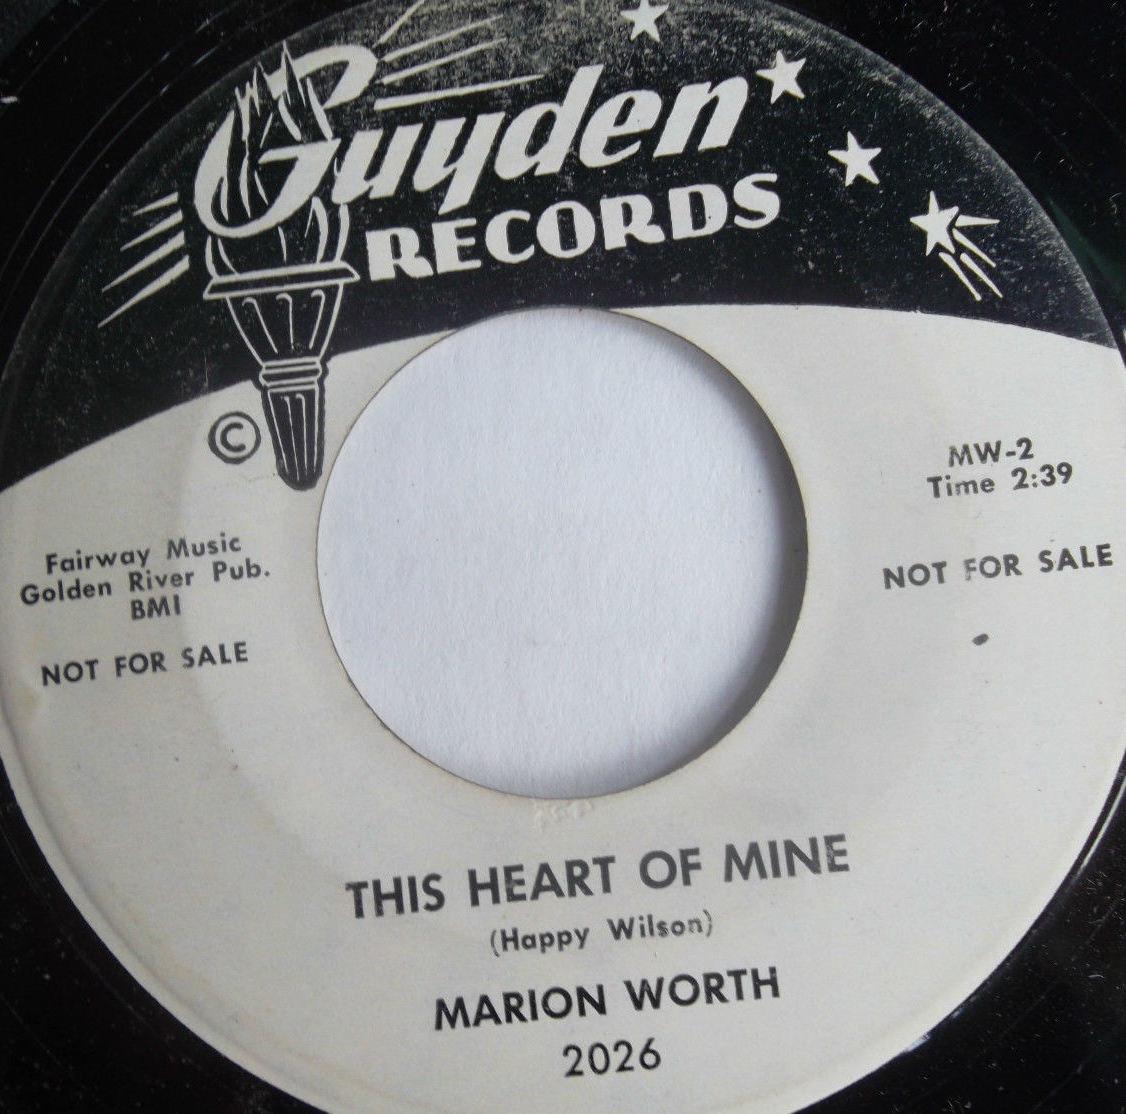 Guyden
RECORDS
©
MW-2
Time 2:39
Fairway Music
Golden River Pub.
BMI
NOT FOR SALE
NOT FOR SALE
THIS HEART OF MINE
(Happy Wilson)
MARION WORTH
2026